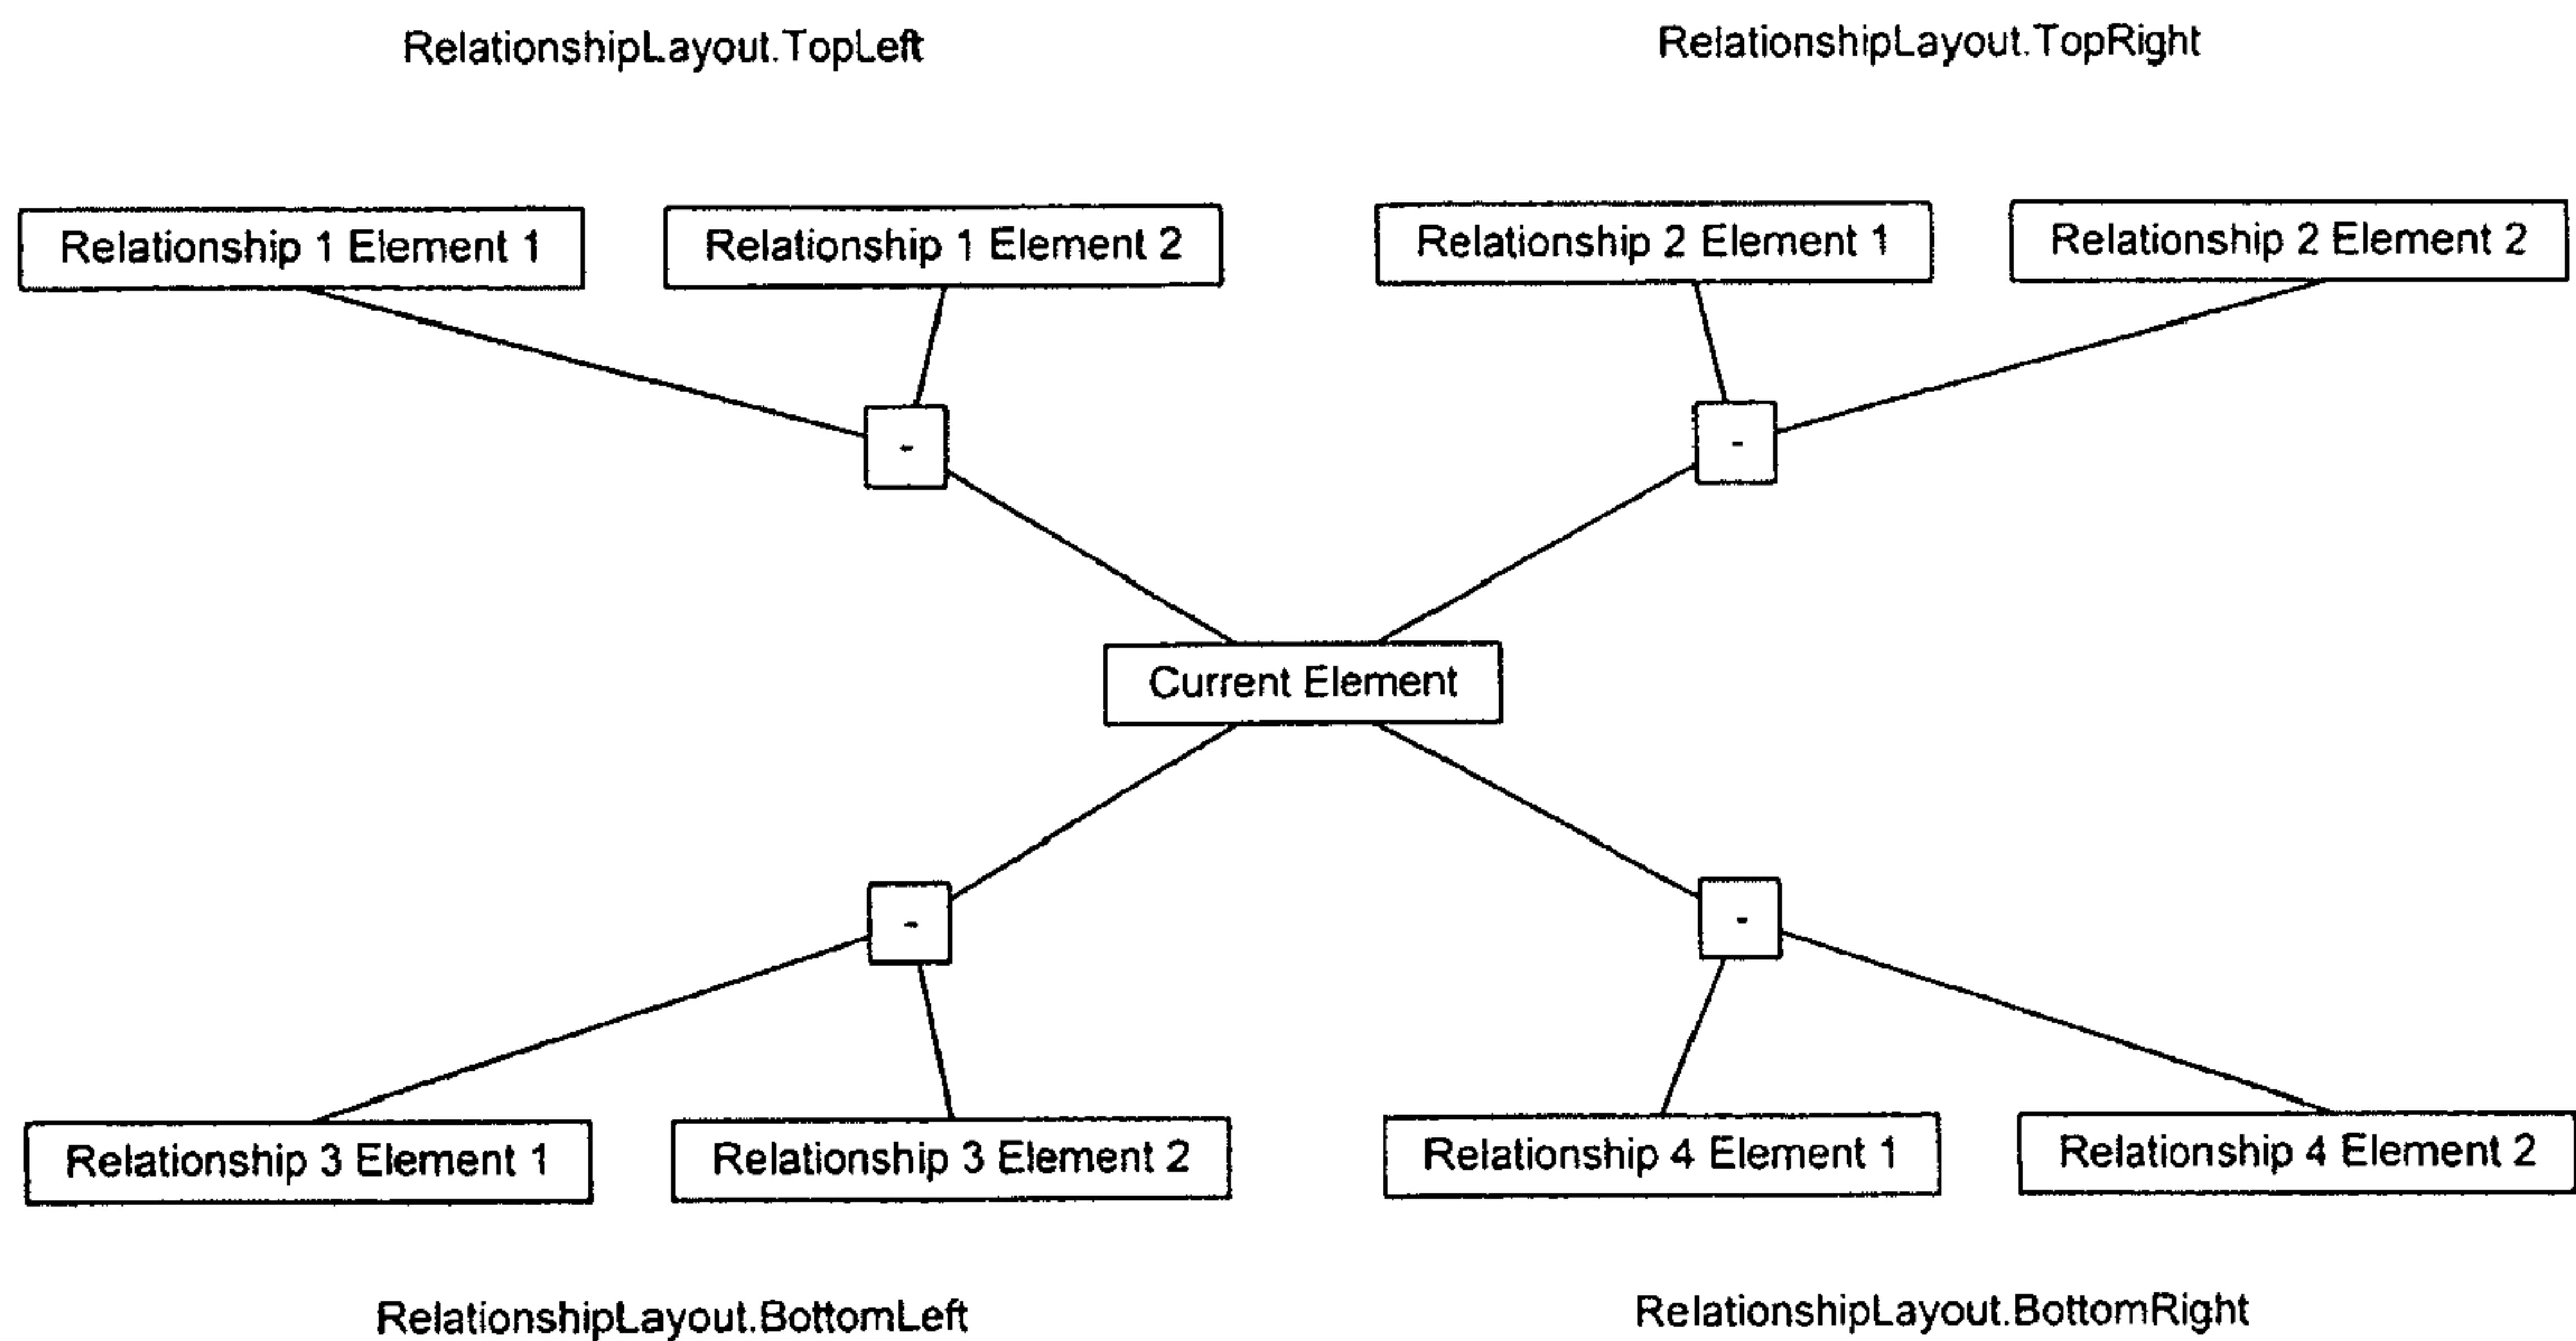 RelationshipLayout.TopLeft
RelationshipLayout.TopRight
Relationship 1 Element 1
Relationship 1 Element 2
Relationship 2 Element 1
Relationship 2 Element 2
-
-
Current Element
-
-
Relationship 3 Element 1
Relationship 3 Element 2
Relationship 4 Element 1
Relationship 4 Element 2
RelationshipLayout.BottomLeft
RelationshipLayout.BottomRight